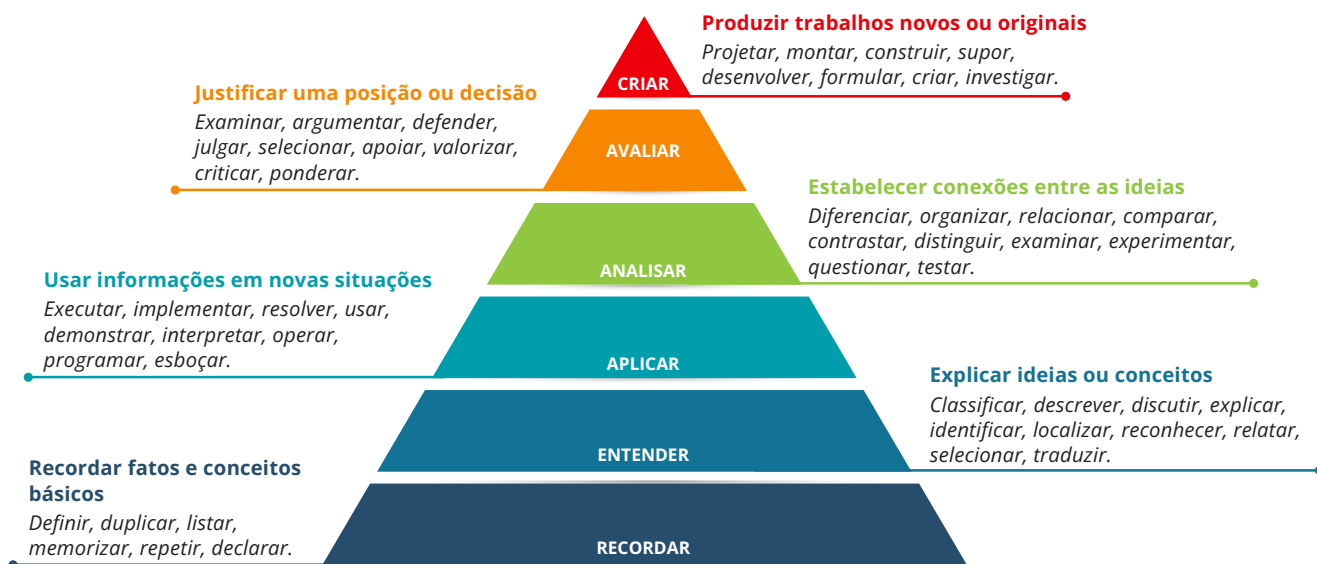 Produzir trabalhos novos ou originais
Projetar, montar, construir, supor,
desenvolver, formular, criar, investigar.
CRIAR
Justificar uma posição ou decisão
Examinar, argumentar, defender,
julgar, selecionar, apoiar, valorizar,
criticar, ponderar.
AVALIAR
Estabelecer conexões entre as ideias
Diferenciar, organizar, relacionar, comparar,
contrastar, distinguir, examinar, experimentar,
questionar, testar.
ANALISAR
Usar informações em novas situações
Executar, implementar, resolver, usar,
demonstrar, interpretar, operar,
programar, esboçar.
APLICAR
Explicar ideias ou conceitos
Classificar, descrever, discutir, explicar,
identificar, localizar, reconhecer, relatar,
selecionar, traduzir.
ENTENDER
Recordar fatos e conceitos
básicos
Definir, duplicar, listar,
memorizar, repetir, declarar.
RECORDAR